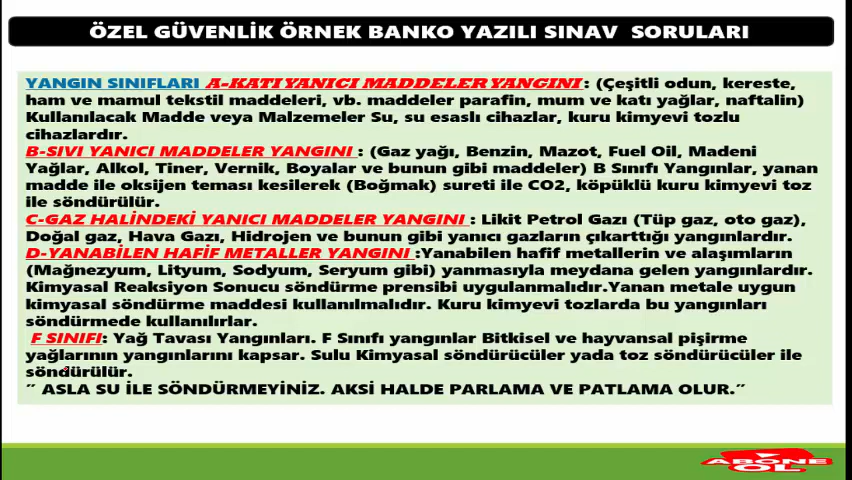 ÖZEL GÜVENLİK ÖRNEK BANKO YAZILI SINAV SORULARI
YANGIN SINIFLARI A-KATI YANICI MADDELER YANGINI : (Çeşitli odun, kereste,
ham ve mamul tekstil maddeleri, vb. maddeler parafin, mum ve katı yağlar, naftalin)
Kullanılacak Madde veya Malzemeler Su, su esaslı cihazlar, kuru kimyevi tozlu
cihazlardır.
B-SIVI YANICI MADDELER YANGINI : (Gaz yağı, Benzin, Mazot, Fuel Oil, Madeni
Yağlar, Alkol, Tiner, Vernik, Boyalar ve bunun gibi maddeler) B Sınıfı Yangınlar, yanan
madde ile oksijen teması kesilerek (Boğmak) sureti ile CO2, köpüklü kuru kimyevi toz
ile söndürülür.
C-GAZ HALİNDEKİ YANICI MADDELER YANGINI : Likit Petrol Gazı (Tüp gaz, oto gaz),
Doğal gaz, Hava Gazı, Hidrojen ve bunun gibi yanıcı gazların çıkarttığı yangınlardır.
D-YANABİLEN HAFİF METALLER YANGINI :Yanabilen hafif metallerin ve alaşımların
(Mağnezyum, Lityum, Sodyum, Seryum gibi) yanmasıyla meydana gelen yangınlardır.
Kimyasal Reaksiyon Sonucu söndürme prensibi uygulanmalıdır.Yanan metale uygun
kimyasal söndürme maddesi kullanılmalıdır. Kuru kimyevi tozlarda bu yangınları
söndürmede kullanılırlar.
F SINIFI: Yağ Tavası Yangınları. F Sınıfı yangınlar Bitkisel ve hayvansal pişirme
yağlarının yangınlarını kapsar. Sulu Kimyasal söndürücüler yada toz söndürücüler ile
söndürülür.
" ASLA SU İLE SÖNDÜRMEYİNİZ. AKSİ HALDE PARLAMA VE PATLAMA OLUR."
ABONE
OL